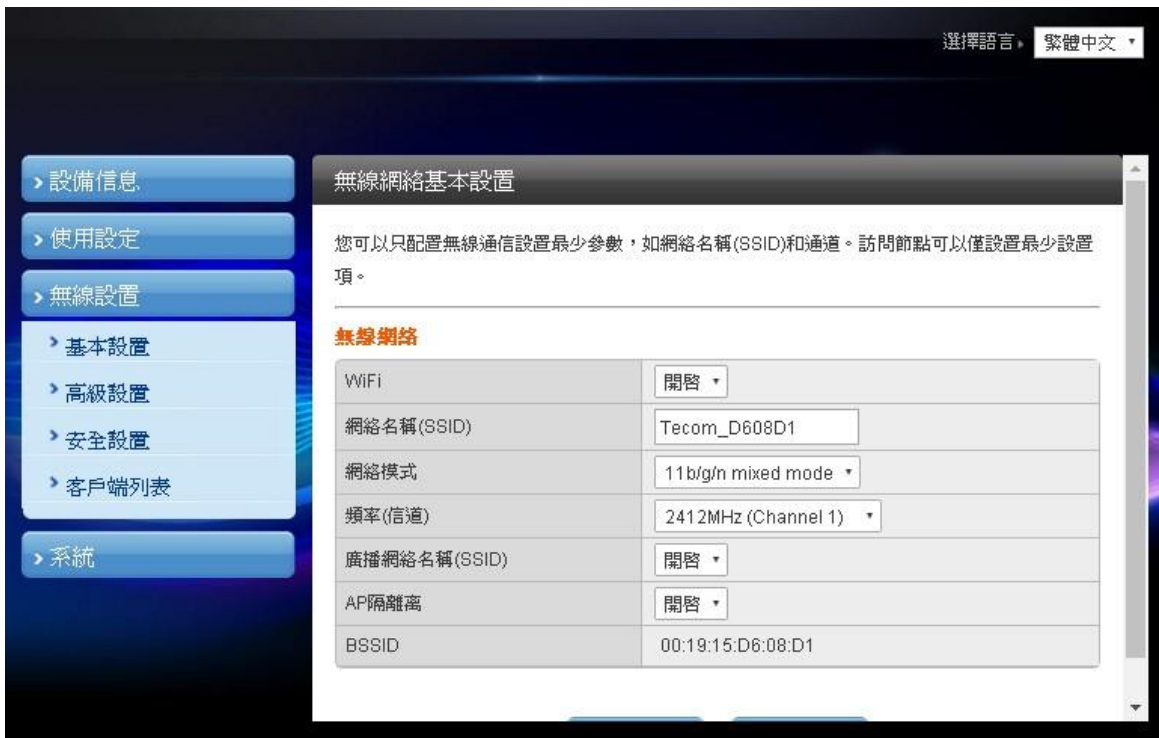 選擇語言
繁體中文
設備信息
使用設定
無線設置
基本設置
高級設置
安全設置
客戶端列表
系統
無線網絡基本設置
您可以只配置無線通信設置最少參數，如網絡名稱(SSID)和通道。訪問節點可以僅設置最少設置
項。
無線網络
WiFi 開啓
網絡名稱(SSID) Tecom_D608D1
網絡模式 11b/g/n mixed mode
頻率(信道) 2412MHz (Channel 1)
廣播網絡名稱(SSID) 開啓
AP隔離离 開啓
BSSID 00:19:15:D6:08:D1